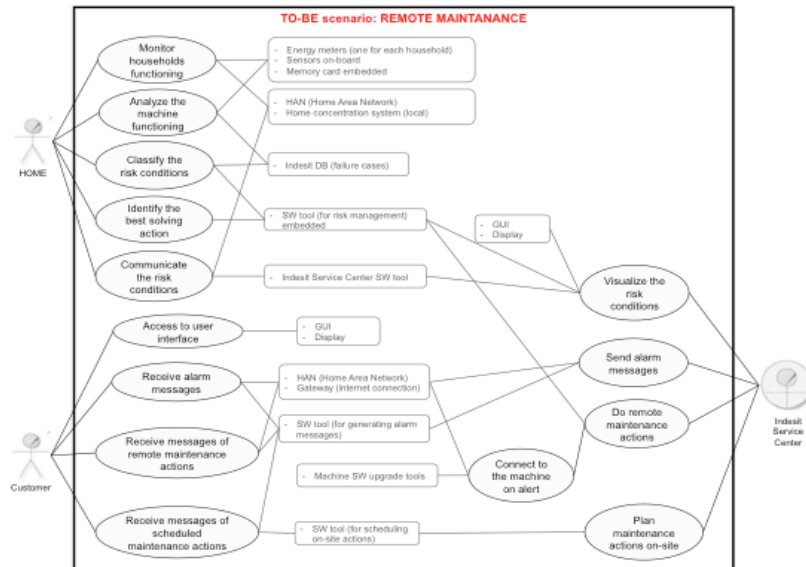 TO-BE scenario: REMOTE MAINTANANCE
Monitor
households
functioning
- Energy meters (one for each household)
- Sensors on-board
- Memory card embedded
Analyze the
machine
functioning
- HAN (Home Area Network)
- Home concentration system (local)
HOME
Classify the
risk conditions
- Indesit DB (failure cases)
Identify the
best solving
action
- SW tool (for risk management)
embedded
- GUI
- Display
Communicate
the risk
conditions
- Indesit Service Center SW tool
Visualize the
risk
conditions
Access to user
interface
- GUI
- Display
Receive alarm
messages
- HAN (Home Area Network)
- Gateway (internet connection)
Send alarm
messages
Indesit
Service
Center
Customer
Receive messages of
remote maintenance
actions
- SW tool (for generating alarm
messages)
Do remote
maintenance
actions
- Machine SW upgrade tools
Connect to
the machine
on alert
Receive messages of
scheduled
maintenance actions
- SW tool (for scheduling
on-site actions)
Plan
maintenance
actions on-site